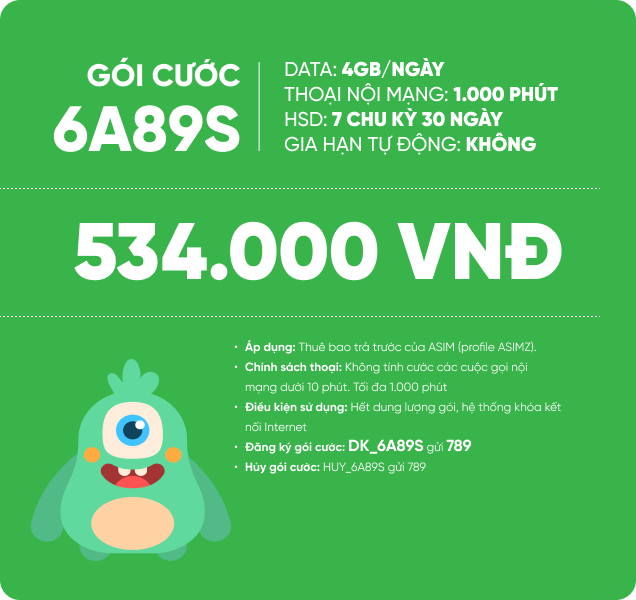 GÓI CƯỚC
6A89S
DATA: 4GB/NGÀY
THOẠI NỘI MẠNG: 1.000 PHÚT
HSD: 7 CHU KỲ 30 NGÀY
GIA HẠN TỰ ĐỘNG: KHÔNG
534.000 VNĐ
• Áp dụng: Thuê bao trả trước của ASIM (profile ASIMZ).
• Chính sách thoại: Không tính cước các cuộc gọi nội
mạng dưới 10 phút. Tối đa 1.000 phút
• Điều kiện sử dụng: Hết dung lượng gói, hệ thống khóa kết
nối Internet
• Đăng ký gói cước: DK_6A89S gửi 789
• Hủy gói cước: HUY_6A89S gửi 789